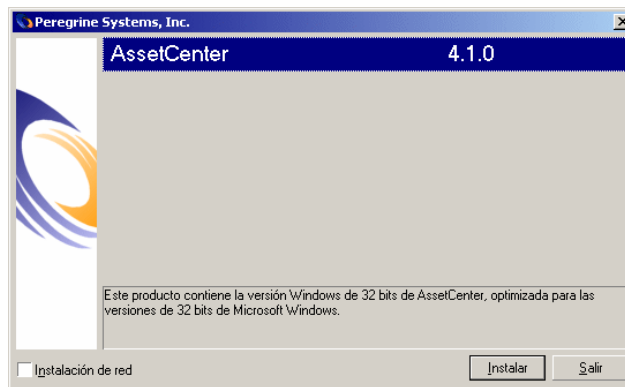 Peregrine Systems, Inc.
AssetCenter 4.1.0
Este producto contiene la versión Windows de 32 bits de AssetCenter, optimizada para las
versiones de 32 bits de Microsoft Windows.
Instalación de red
Instalar
Salir